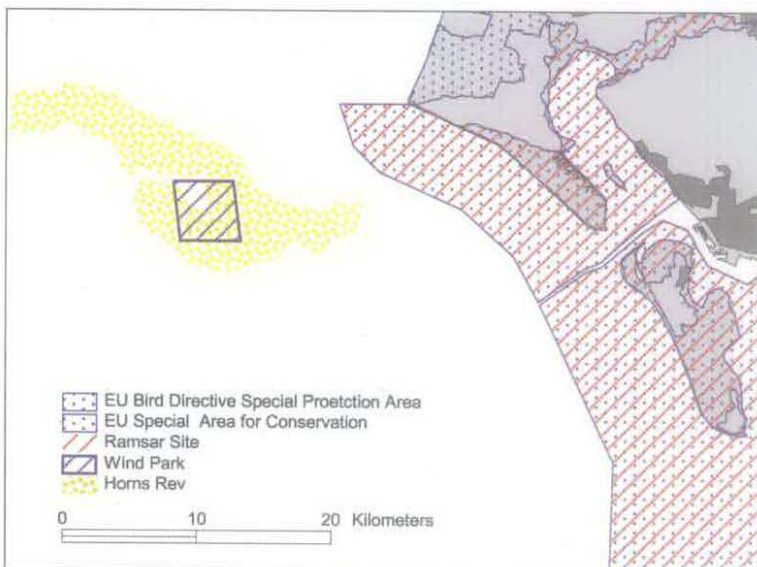 EU Bird Directive Special Proetction Area
EU Special Area for Conservation
Ramsar Site
Wind Park
Horns Rev
0 10 20 Kilometers